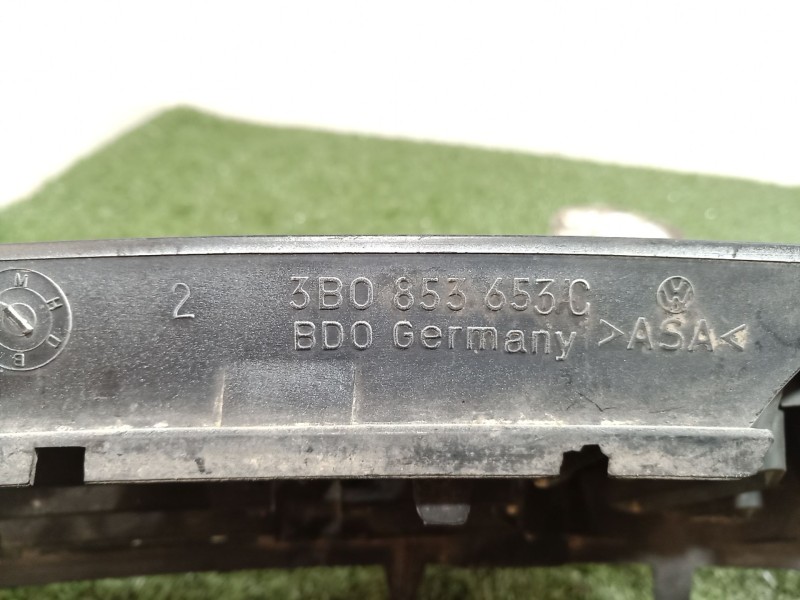 2 3B0 853 653 C
BDO Germany >ASA<
M H U B